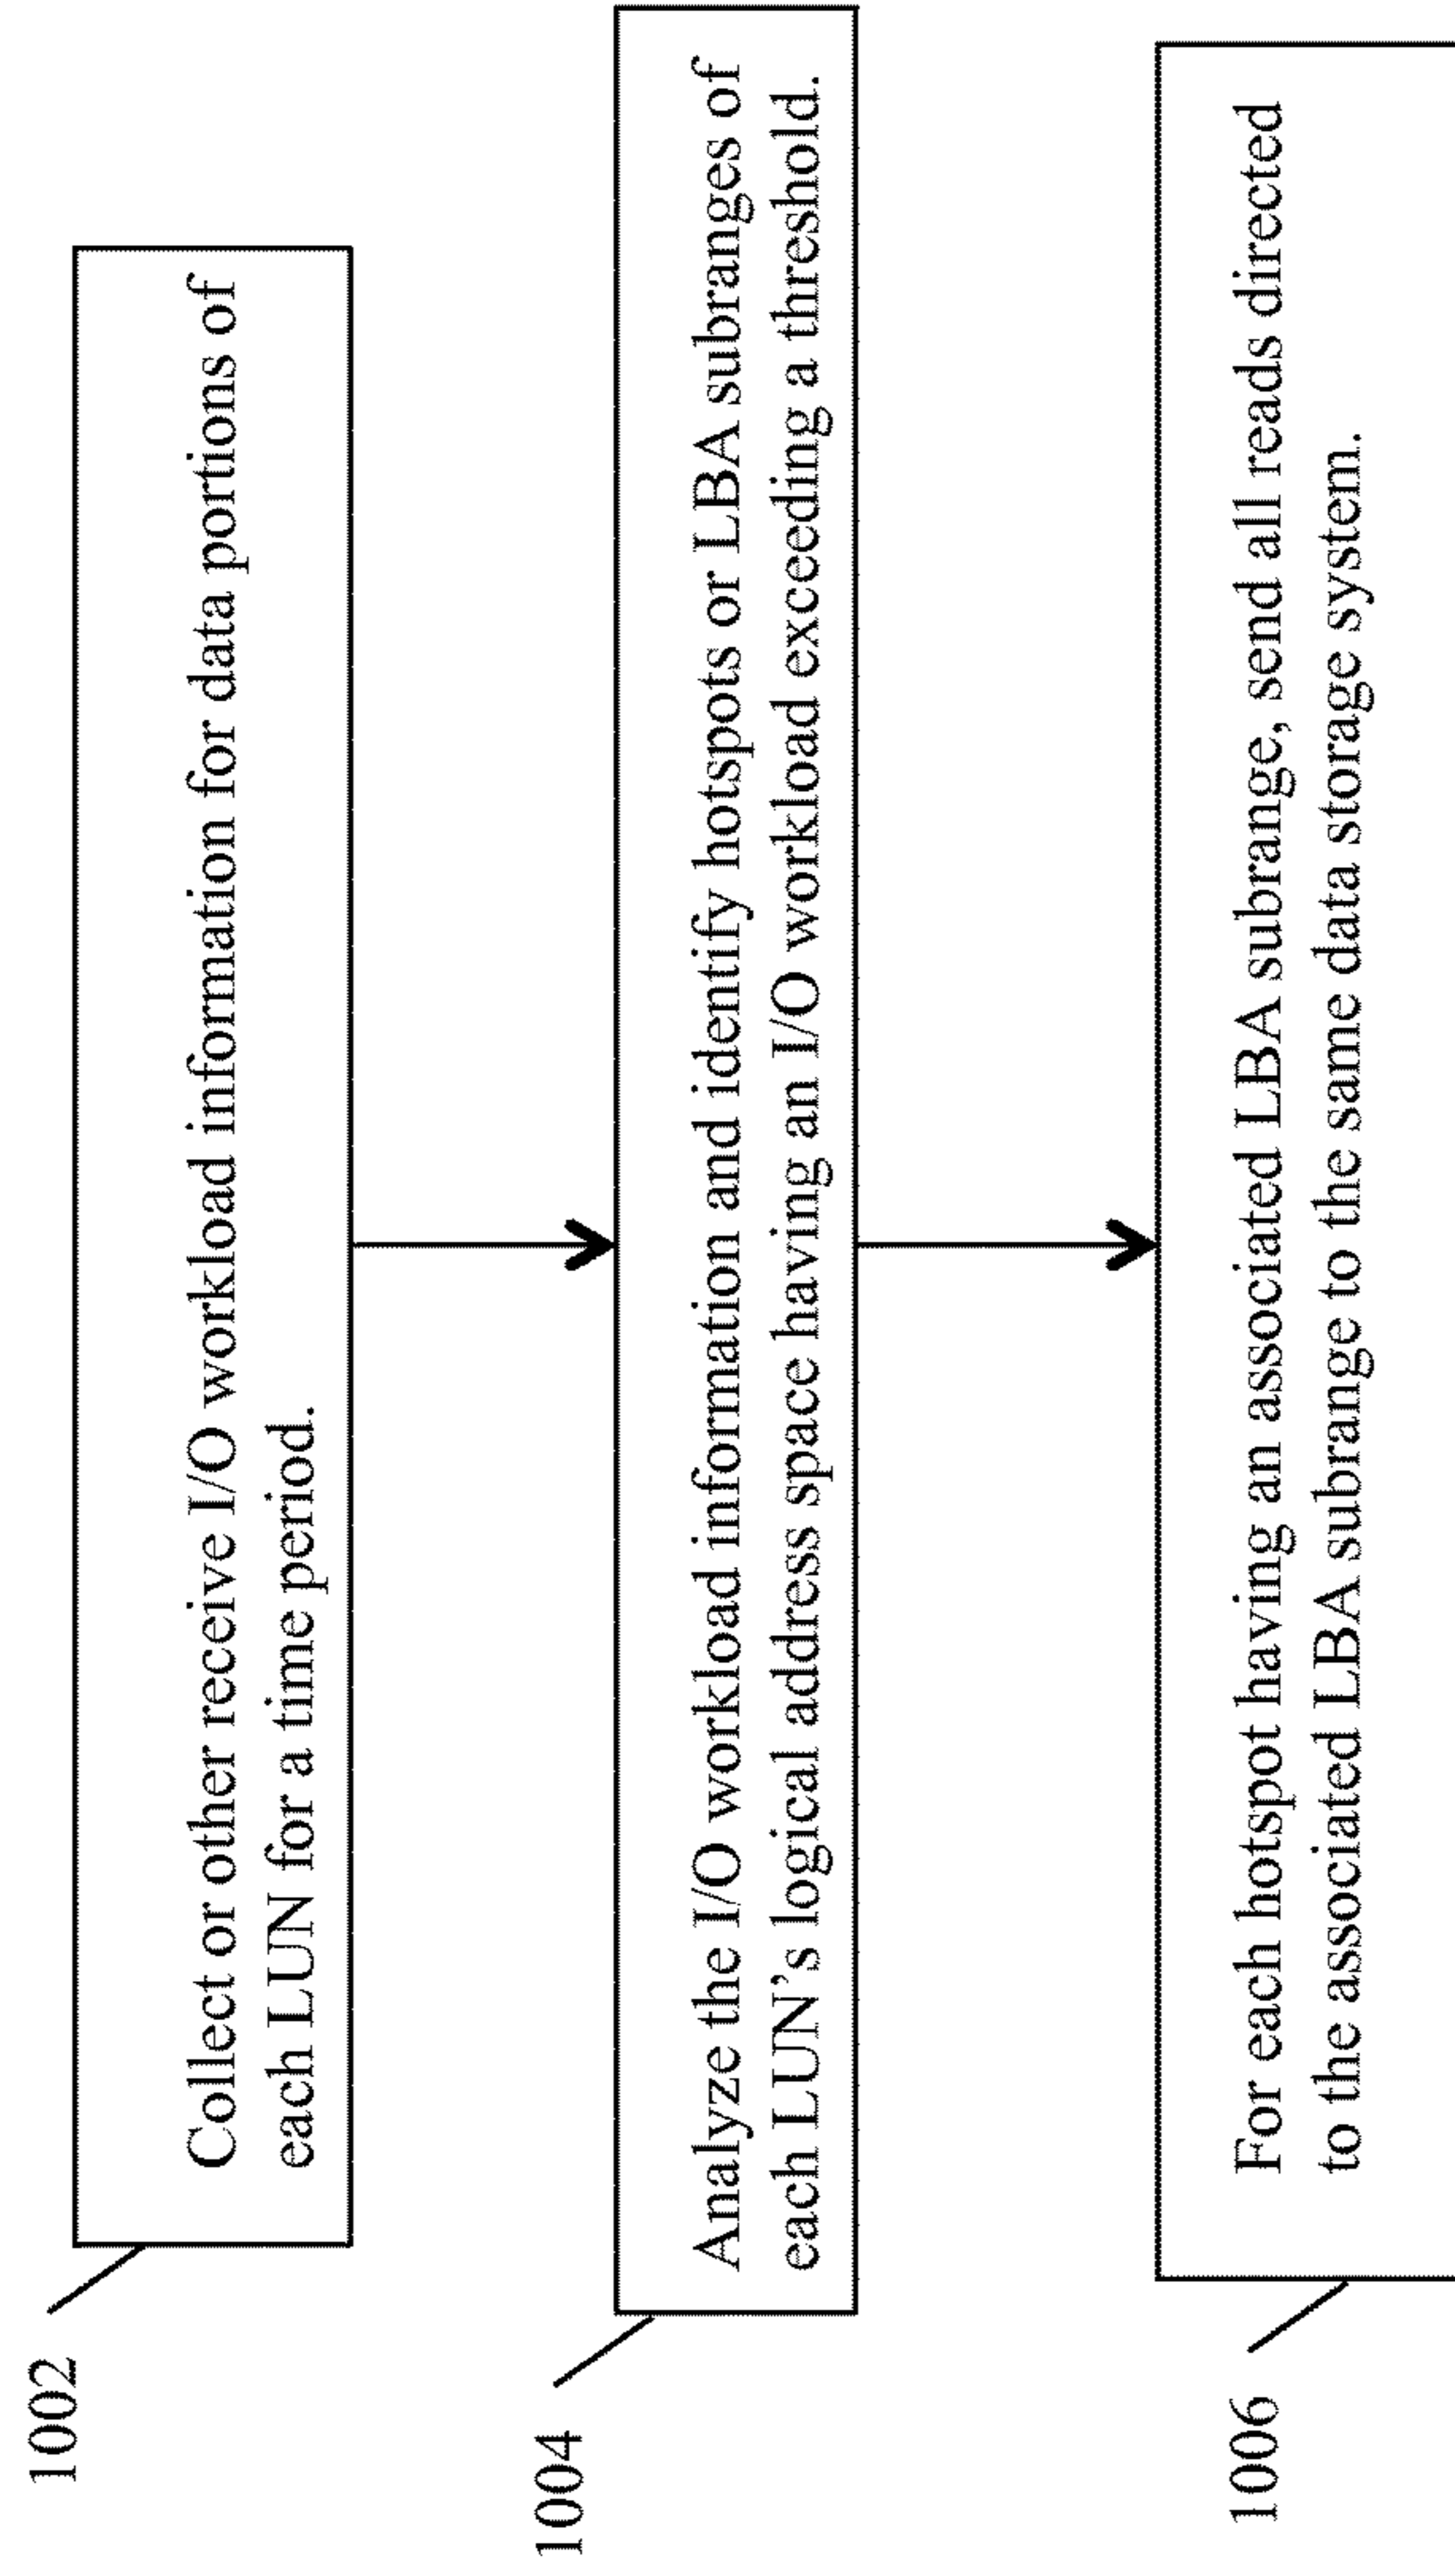 1002
Collect or other receive I/O workload information for data portions of
each LUN for a time period.
1004
Analyze the I/O workload information and identify hotspots or LBA subranges of
each LUN's logical address space having an I/O workload exceeding a threshold.
1006
For each hotspot having an associated LBA subrange, send all reads directed
to the associated LBA subrange to the same data storage system.